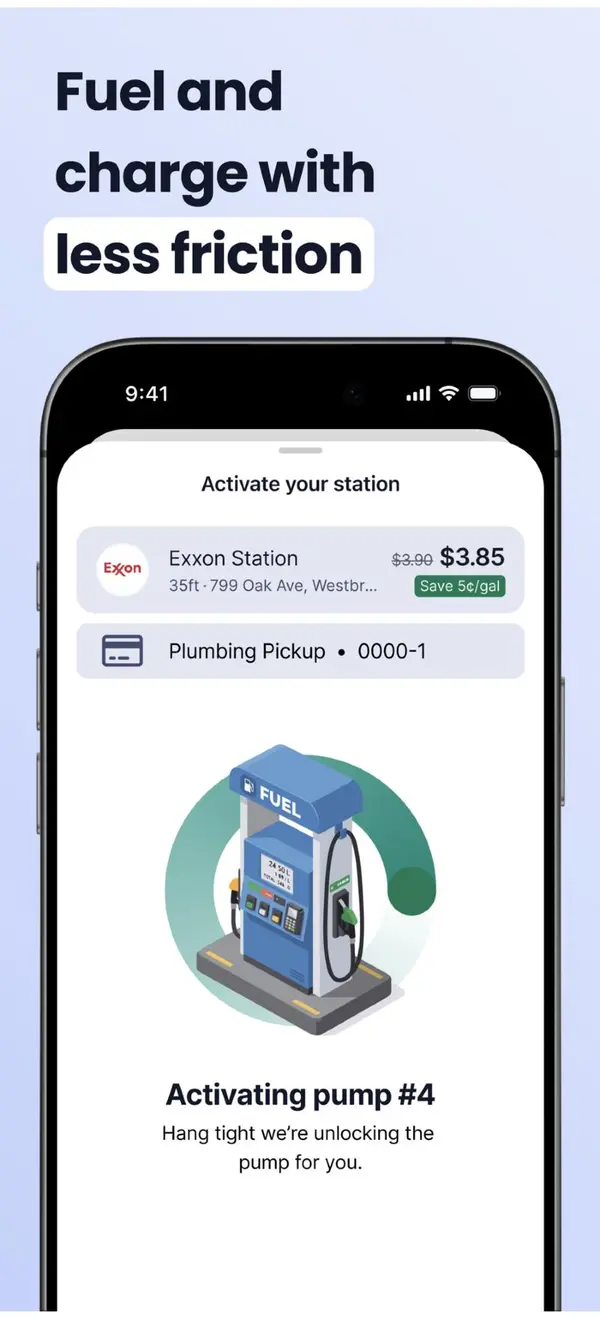 Fuel and
charge with
less friction
9:41
Activate your station
Exxon
Exxon Station
$3.90 $3.85
35ft · 799 Oak Ave, Westbr...
Save 5¢/gal
Plumbing Pickup • 0000-1
FUEL
Activating pump #4
Hang tight we’re unlocking the
pump for you.